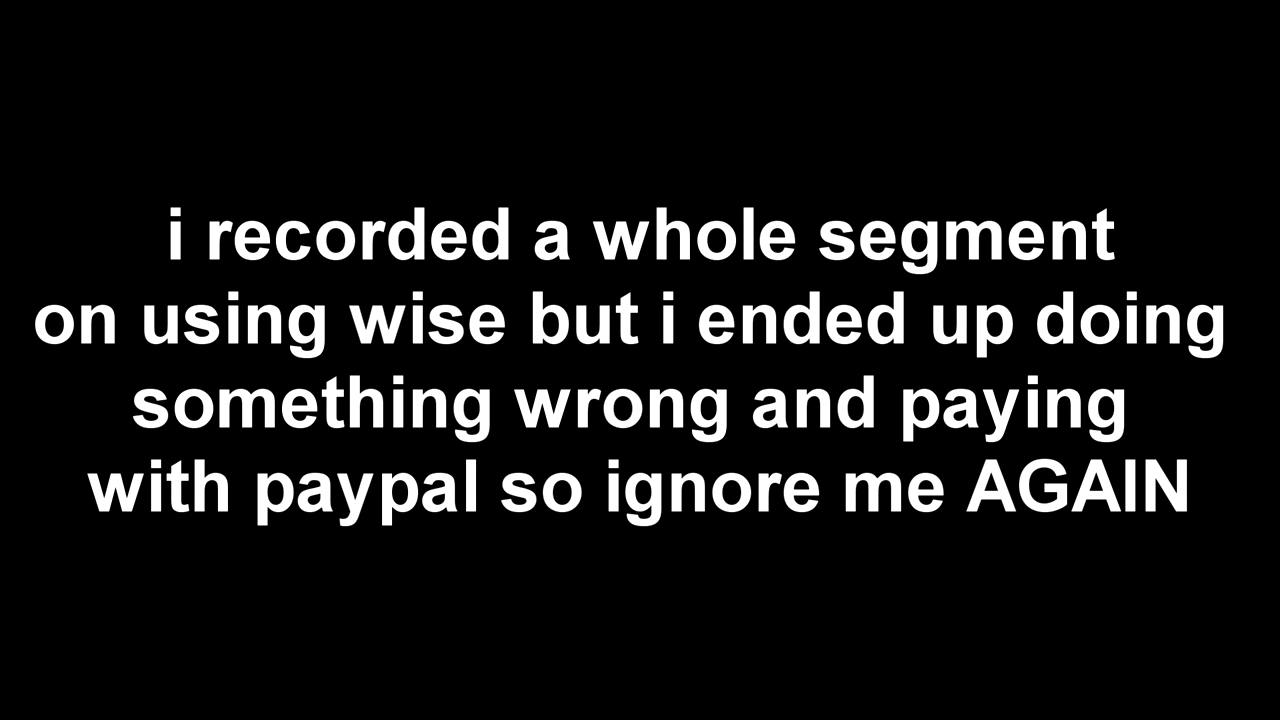 i recorded a whole segment
on using wise but i ended up doing
something wrong and paying
with paypal so ignore me AGAIN